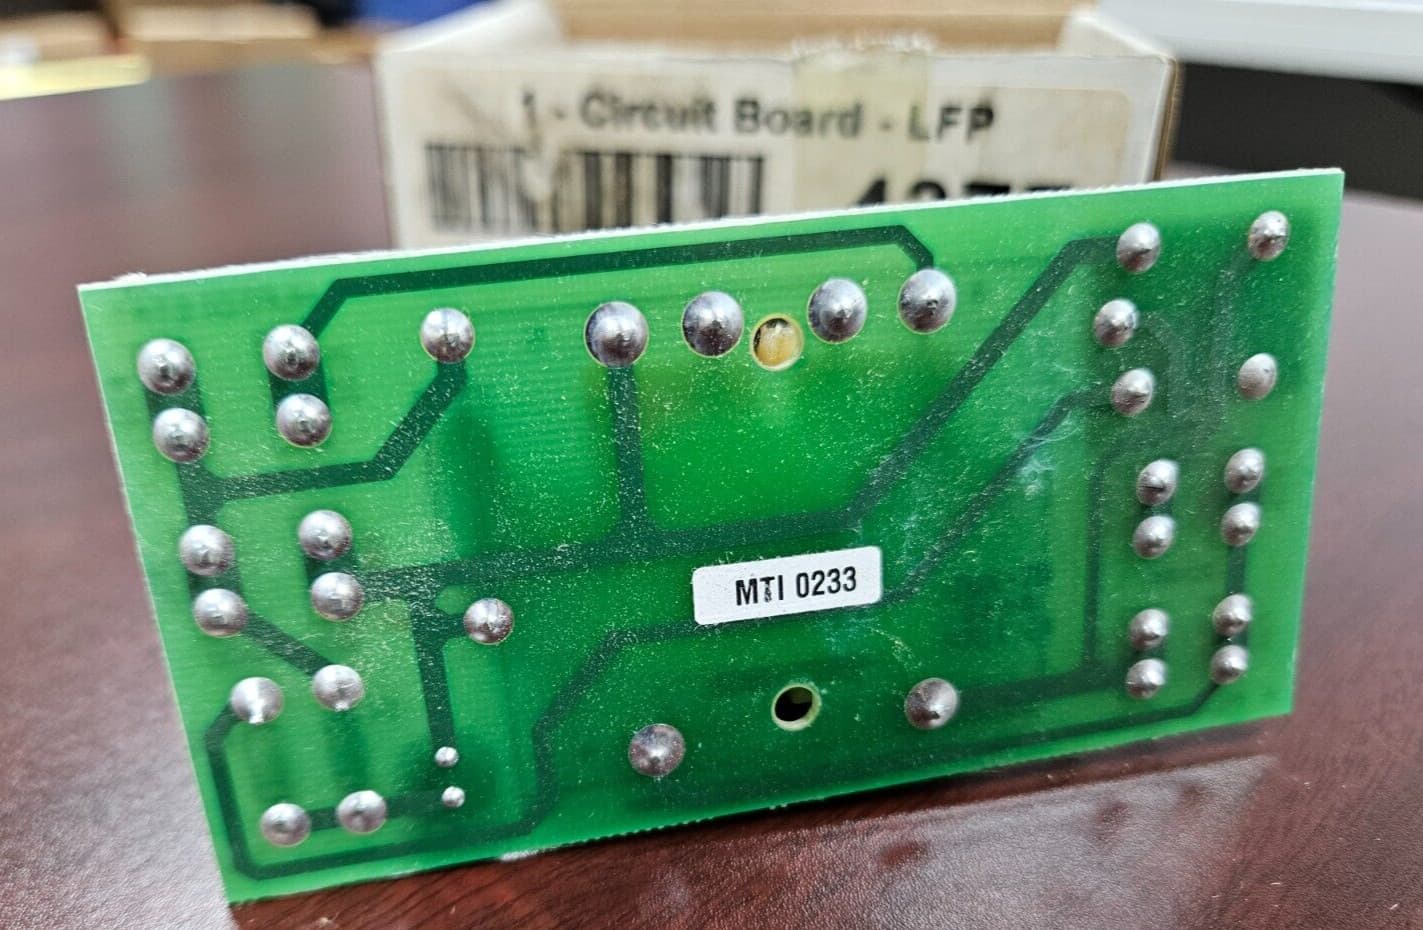 1 - Circuit Board - LFP
MTI 0233